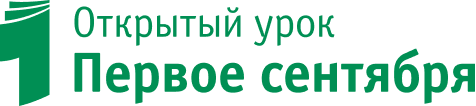 Открытый урок
Первое сентября